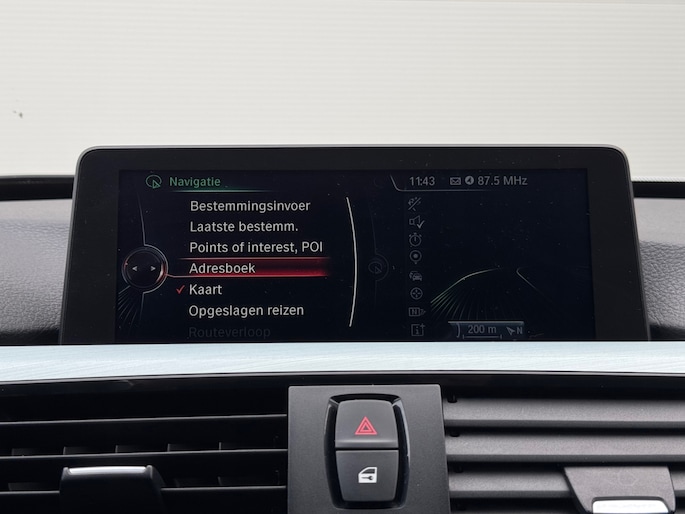 Navigatie
11:43 87.5 MHz
Bestemmingsinvoer
Laatste bestemm.
Points of interest, POI
Adresboek
Kaart
Opgeslagen reizen
Routeverloop
200 m N